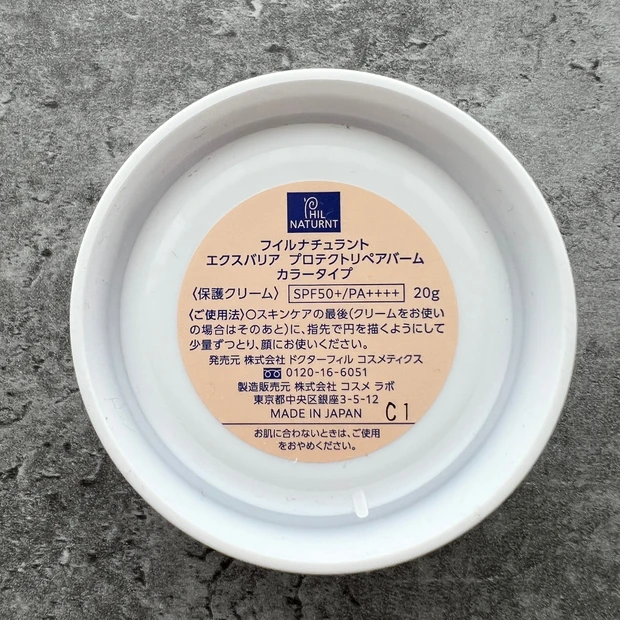 PHIL
NATURNT
フイルナチュラント
エクスバリア プロテクトリペアバーム
カラータイプ
〈保護クリーム〉 SPF50+/PA++++ 20g
〈ご使用法〉○スキンケアの最後(クリームをお使い
の場合はそのあと)に、指先で円を描くようにして
少量ずつとり、顔にお使いください。
発売元 株式会社 ドクターフィル コスメティクス
0120-16-6051
製造販売元 株式会社 コスメ ラボ
東京都中央区銀座3-5-12
MADE IN JAPAN C1
お肌に合わないときは、ご使用
をおやめください。